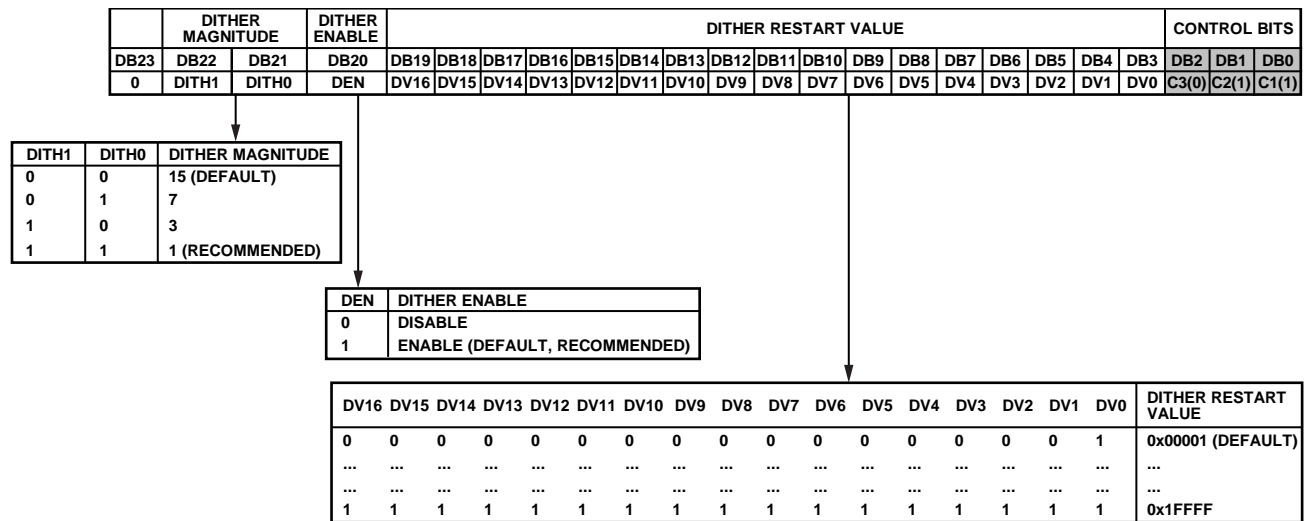 DITHER MAGNITUDE DITHER ENABLE DITHER RESTART VALUE CONTROL BITS
DB23 DB22 DB21 DB20 DB19 DB18 DB17 DB16 DB15 DB14 DB13 DB12 DB11 DB10 DB9 DB8 DB7 DB6 DB5 DB4 DB3 DB2 DB1 DB0
0 DITH1 DITH0 DEN DV16 DV15 DV14 DV13 DV12 DV11 DV10 DV9 DV8 DV7 DV6 DV5 DV4 DV3 DV2 DV1 DV0 C3(0) C2(1) C1(1)
DITH1 DITH0 DITHER MAGNITUDE
0 0 15 (DEFAULT)
0 1 7
1 0 3
1 1 1 (RECOMMENDED)
DEN DITHER ENABLE
0 DISABLE
1 ENABLE (DEFAULT, RECOMMENDED)
DV16 DV15 DV14 DV13 DV12 DV11 DV10 DV9 DV8 DV7 DV6 DV5 DV4 DV3 DV2 DV1 DV0 DITHER RESTART VALUE
0 0 0 0 0 0 0 0 0 0 0 0 0 0 0 0 1 0x00001 (DEFAULT)
... ... ... ... ... ... ... ... ... ... ... ... ... ... ... ... ... ...
... ... ... ... ... ... ... ... ... ... ... ... ... ... ... ... ... ...
1 1 1 1 1 1 1 1 1 1 1 1 1 1 1 1 1 0x1FFFF